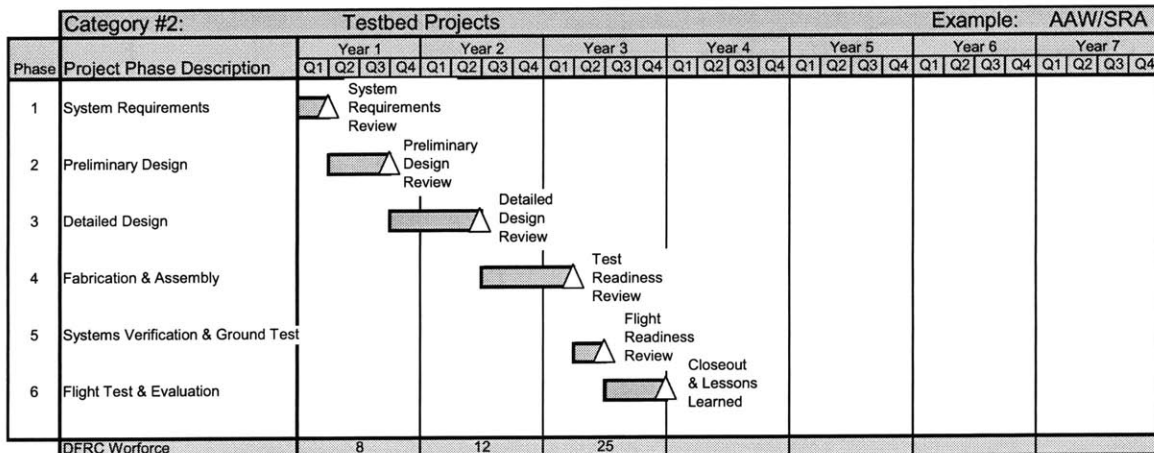 Category #2: Testbed Projects Example: AAW/SRA
Year 1 Year 2 Year 3 Year 4 Year 5 Year 6 Year 7
Phase Project Phase Description Q1 Q2 Q3 Q4 Q1 Q2 Q3 Q4 Q1 Q2 Q3 Q4 Q1 Q2 Q3 Q4 Q1 Q2 Q3 Q4 Q1 Q2 Q3 Q4 Q1 Q2 Q3 Q4
System
1 System Requirements Requirements
Review
Preliminary
2 Preliminary Design Design
Review
Detailed
3 Detailed Design Design
Review
Test
4 Fabrication & Assembly Readiness
Review
Flight
5 Systems Verification & Ground Test Readiness
Review
Closeout
6 Flight Test & Evaluation & Lessons
Learned
DFRC Worforce 8 12 25